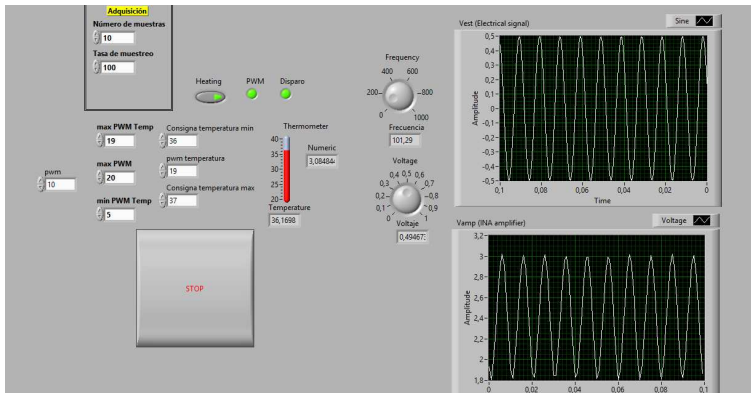 Adquisición
Número de muestras
10
Tasa de muestreo
100
Heating
PWM
Disparo
max PWM Temp
19
Consigna temperatura min
36
max PWM
20
pwm temperatura
19
min PWM Temp
5
Consigna temperatura max
37
pwm
10
Thermometer
40
35
30
25
20
Temperature
36,1698
Numeric
3,08484
Frequency
400 600
200 800
0 1000
Frecuencia
101,29
Voltage
0,4 0,5 0,6
0,3 0,7
0,2 0,8
0,1 0,9
0 1
Voltaje
0,49467
STOP
Vest (Electrical signal)
Sine
Amplitude
0,5
0,4
0,3
0,2
0,1
0
-0,1
-0,2
-0,3
-0,4
-0,5
0,1 0,08 0,06 0,04 0,02 0
Time
Vamp (INA amplifier)
Voltage
Amplitude
3,2
3
2,8
2,6
2,4
2,2
2
1,8
0 0,02 0,04 0,06 0,08 0,1